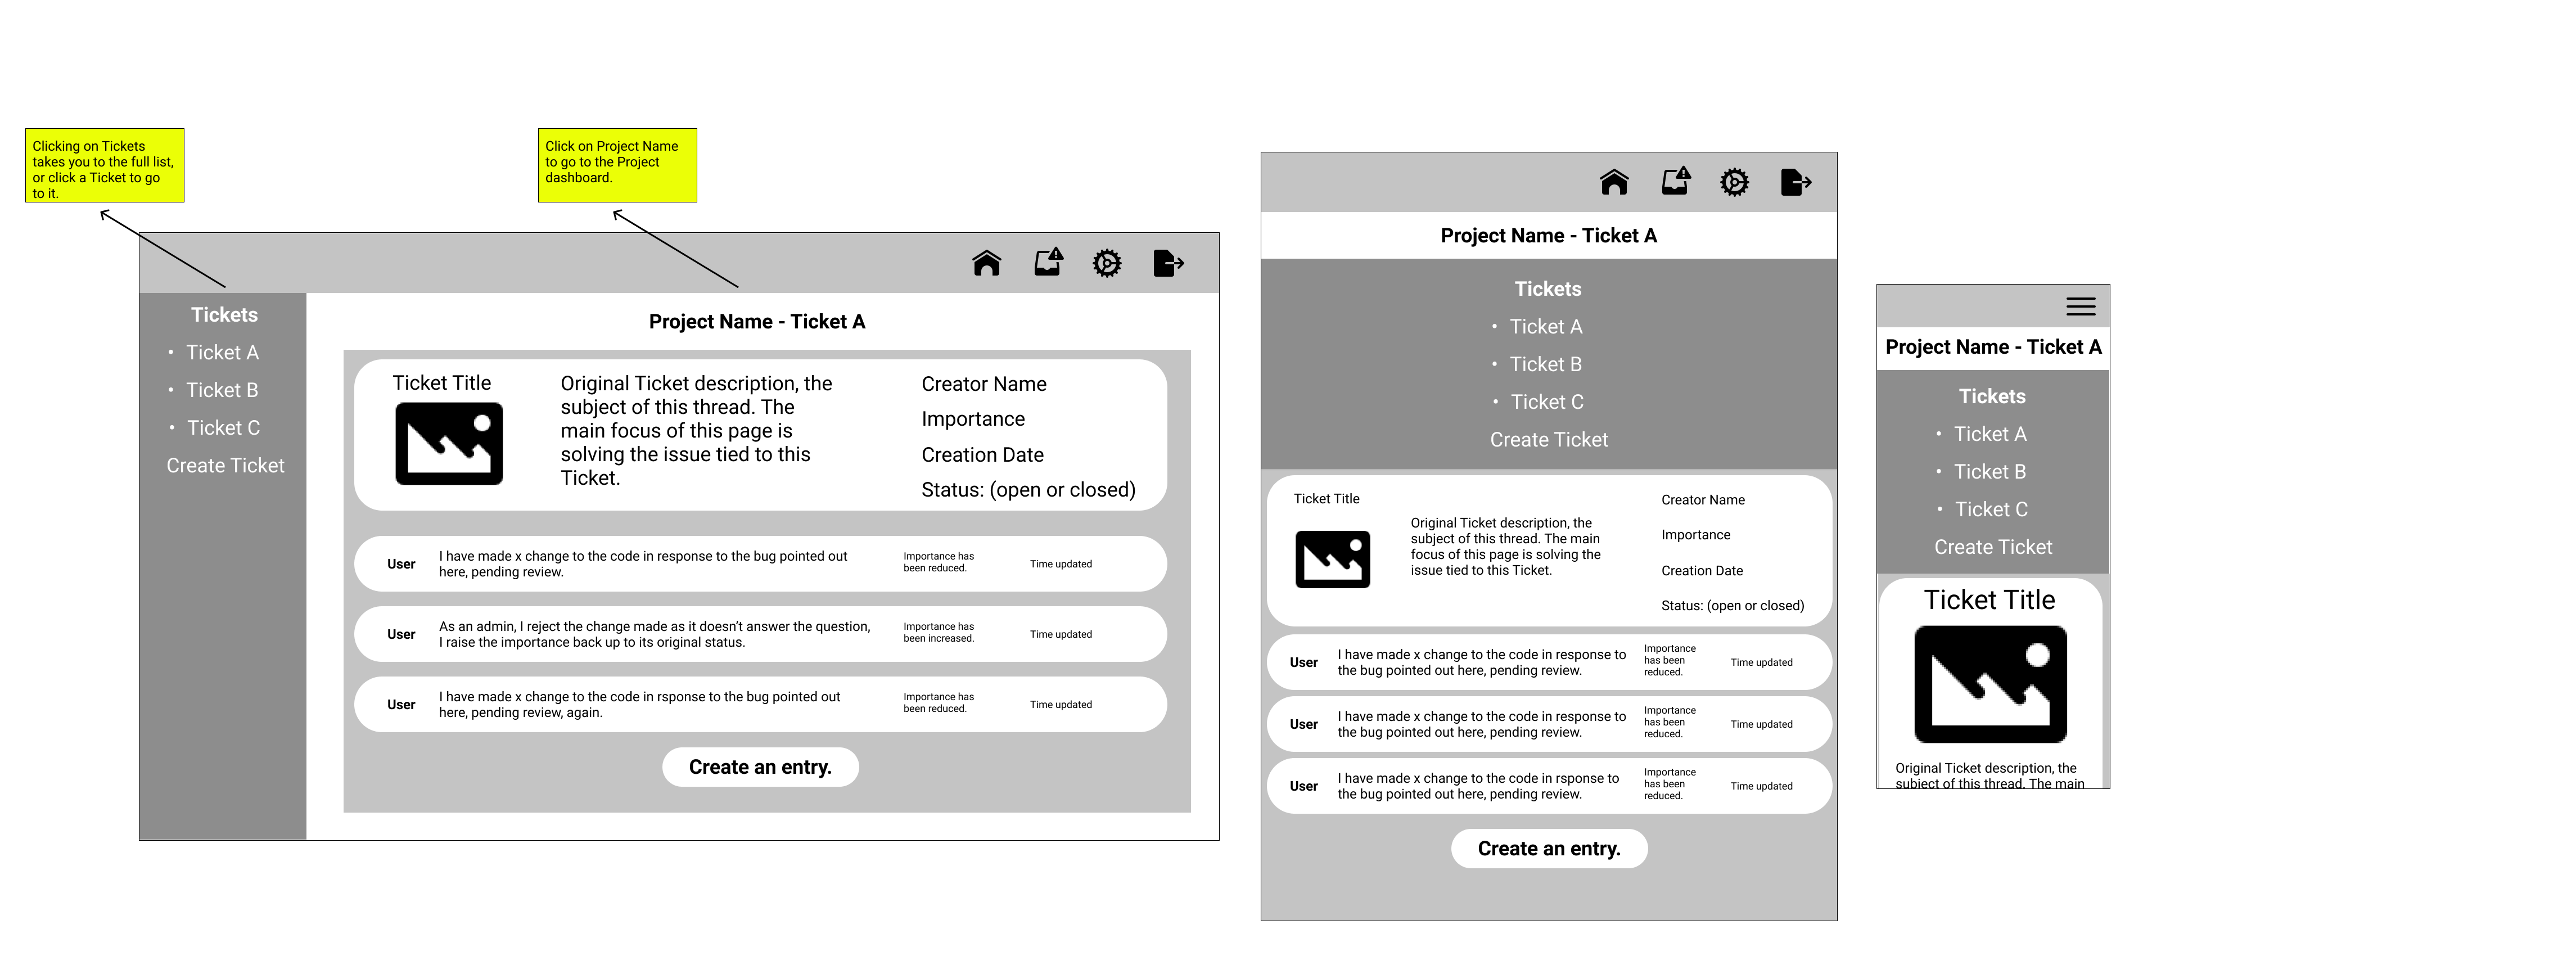 Clicking on Tickets
takes you to the full list,
or click a Ticket to go
to it.
Click on Project Name
to go to the Project
dashboard.
Tickets
• Ticket A
• Ticket B
• Ticket C
Create Ticket
Project Name - Ticket A
Ticket Title
Original Ticket description, the
subject of this thread. The
main focus of this page is
solving the issue tied to this
Ticket.
Creator Name
Importance
Creation Date
Status: (open or closed)
User
I have made x change to the code in response to the bug pointed out
here, pending review.
Importance has
been reduced.
Time updated
User
As an admin, I reject the change made as it doesn't answer the question,
I raise the importance back up to its original status.
Importance has
been increased.
Time updated
User
I have made x change to the code in rsponse to the bug pointed out
here, pending review, again.
Importance has
been reduced.
Time updated
Create an entry.
Project Name - Ticket A
Tickets
• Ticket A
• Ticket B
• Ticket C
Create Ticket
Ticket Title
Original Ticket description, the
subject of this thread. The main
focus of this page is solving the
issue tied to this Ticket.
Creator Name
Importance
Creation Date
Status: (open or closed)
User
I have made x change to the code in response to
the bug pointed out here, pending review.
Importance
has been
reduced.
Time updated
User
I have made x change to the code in response to
the bug pointed out here, pending review.
Importance
has been
reduced.
Time updated
User
I have made x change to the code in rsponse to
the bug pointed out here, pending review.
Importance
has been
reduced.
Time updated
Create an entry.
Project Name - Ticket A
Tickets
• Ticket A
• Ticket B
• Ticket C
Create Ticket
Ticket Title
Original Ticket description, the
subject of this thread. The main